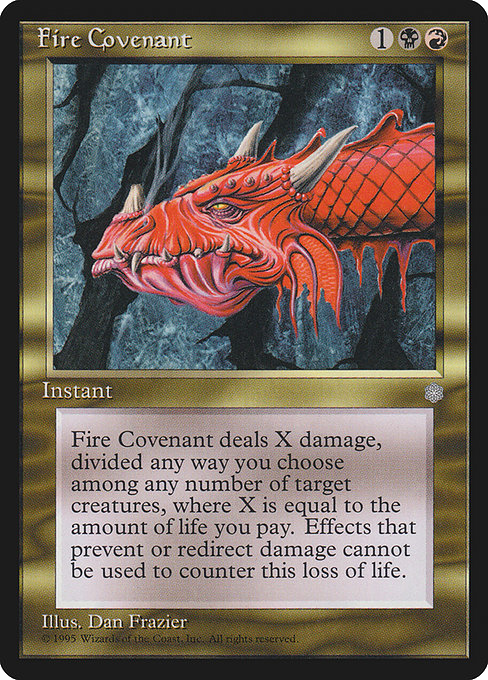 Fire Covenant 1
Instant
Fire Covenant deals X damage,
divided any way you choose
among any number of target
creatures, where X is equal to the
amount of life you pay. Effects that
prevent or redirect damage cannot
be used to counter this loss of life.
Illus. Dan Frazier
© 1995 Wizards of the Coast, Inc. All rights reserved.